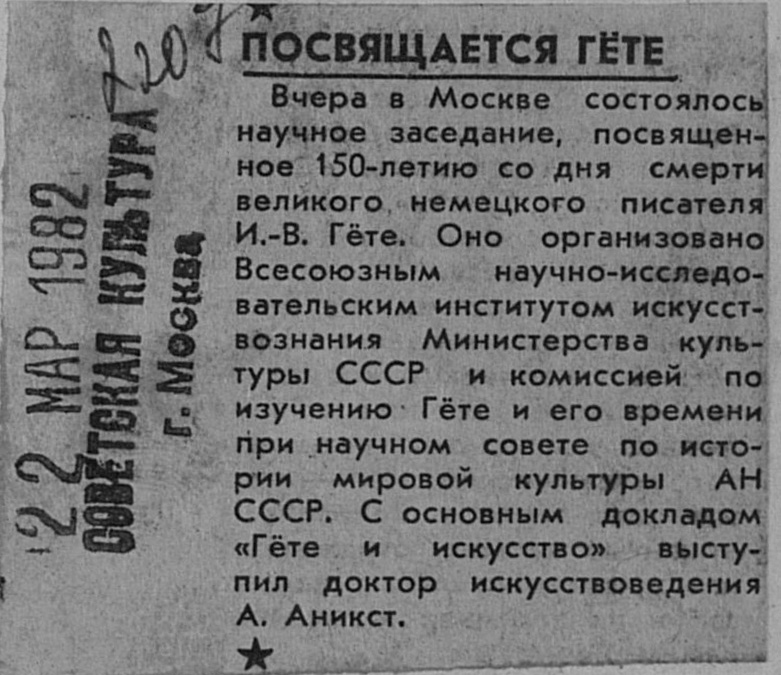 ПОСВЯЩАЕТСЯ ГЁТЕ
Вчера в Москве состоялось
научное заседание, посвящен-
ное 150-летию со дня смерти
великого немецкого писателя
И.-В. Гёте. Оно организовано
Всесоюзным научно-исследо-
вательским институтом искусст-
вознания Министерства куль-
туры СССР и комиссией по
изучению Гёте и его времени
при научном совете по исто-
рии мировой культуры АН
СССР. С основным докладом
«Гёте и искусство» высту-
пил доктор искусствоведения
А. Аникст.
22 МАР 1982
СОВЕТСКАЯ КУЛЬТУРА
г. Москва